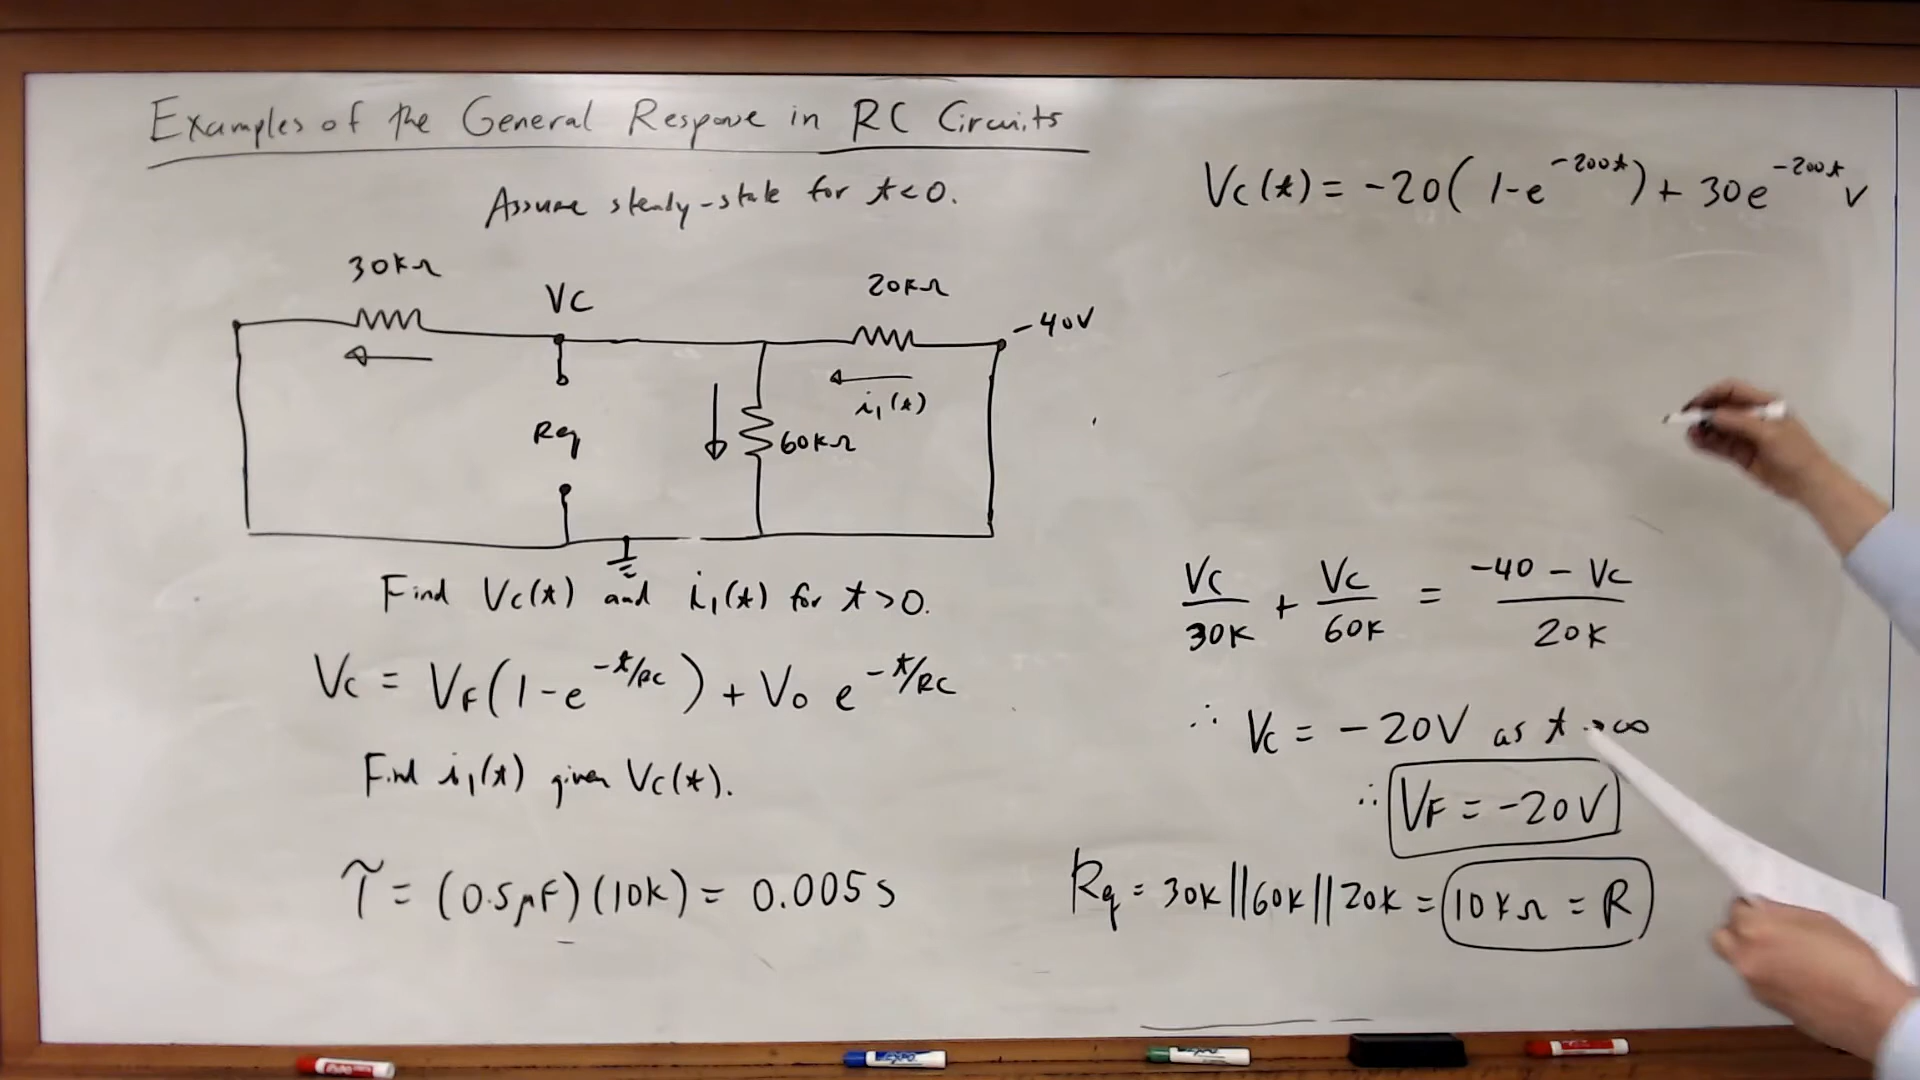 Examples of the General Response in RC Circuits
Assume steady-state for t<0.
Vc(t) = -20(1-e^-200t) + 30e^-200t V
30KΩ
VC
20KΩ
-40V
i₁(t)
Req
60KΩ
Find Vc(t) and i₁(t) for t>0.
Vc = VF(1-e^-t/RC) + V0 e^-t/RC
Find i₁(t) given Vc(t).
τ = (0.5μF)(10K) = 0.005 s
Vc/30K + Vc/60K = -40 - Vc/20K
∴ Vc = -20V as t→∞
∴ VF = -20V
Req = 30K||60K||20K = 10KΩ = R